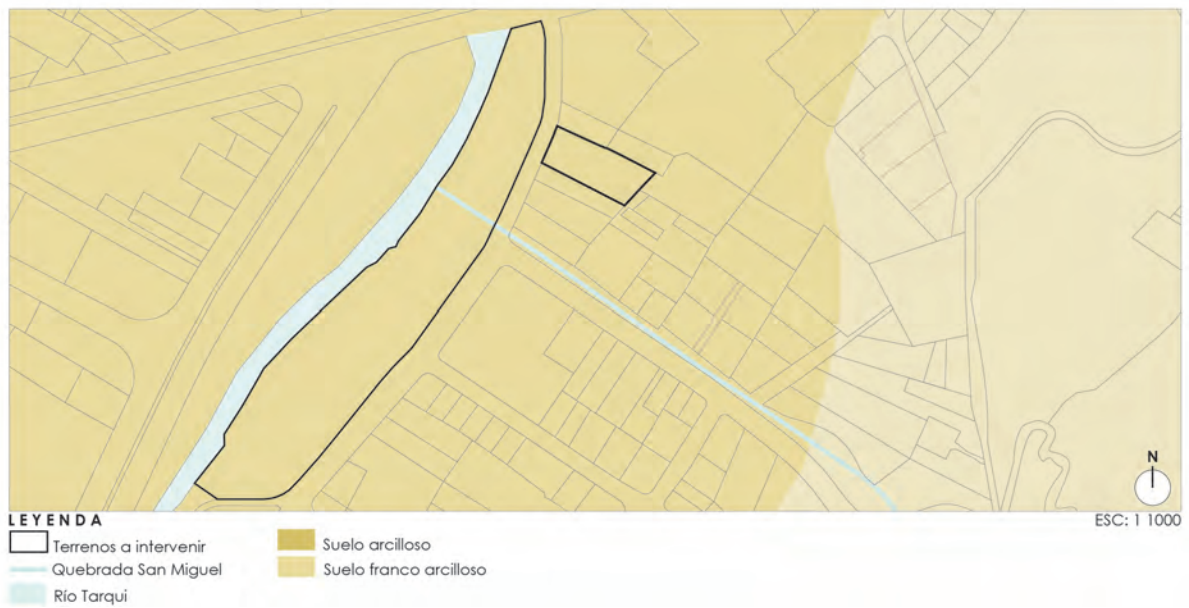 N
LEYENDA
ESC: 1 1000
Terrenos a intervenir
Suelo arcilloso
Quebrada San Miguel
Suelo franco arcilloso
Río Tarqui